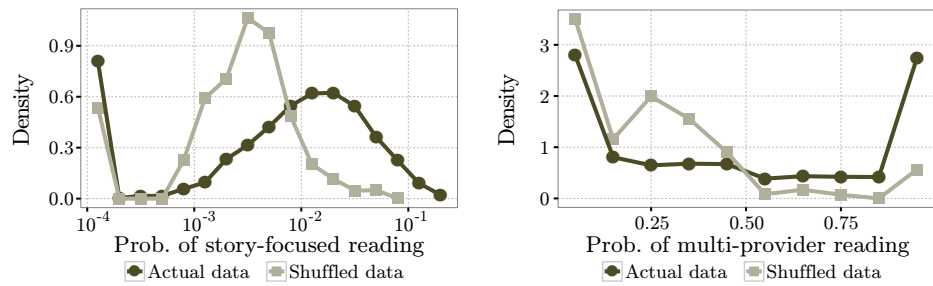 Density
0.9
0.6
0.3
0.0
10^-4
10^-3
10^-2
10^-1
Prob. of story-focused reading
Actual data
Shuffled data
Density
3
2
1
0
0.25
0.50
0.75
Prob. of multi-provider reading
Actual data
Shuffled data